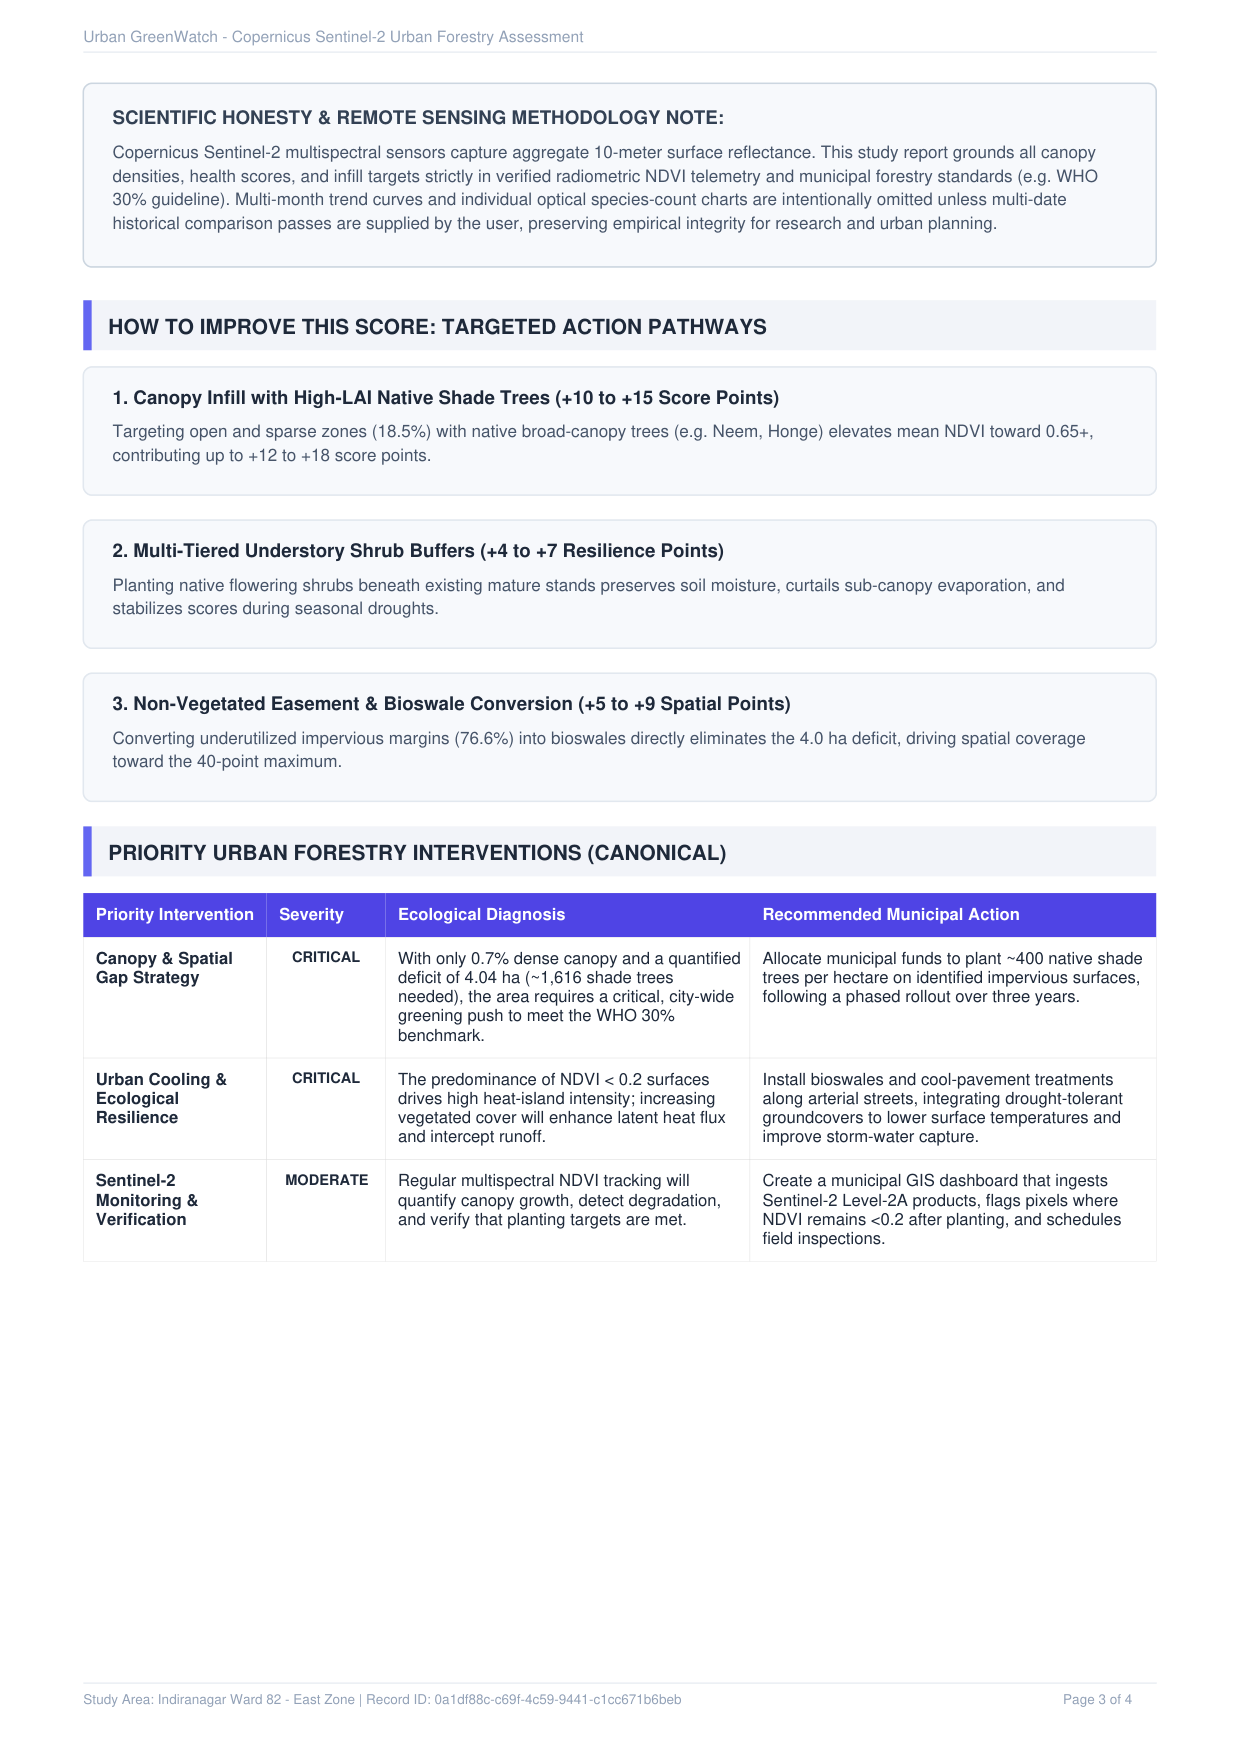 Urban GreenWatch - Copernicus Sentinel-2 Urban Forestry Assessment
SCIENTIFIC HONESTY & REMOTE SENSING METHODOLOGY NOTE:
Copernicus Sentinel-2 multispectral sensors capture aggregate 10-meter surface reflectance. This study report grounds all canopy
densities, health scores, and infill targets strictly in verified radiometric NDVI telemetry and municipal forestry standards (e.g. WHO
30% guideline). Multi-month trend curves and individual optical species-count charts are intentionally omitted unless multi-date
historical comparison passes are supplied by the user, preserving empirical integrity for research and urban planning.
HOW TO IMPROVE THIS SCORE: TARGETED ACTION PATHWAYS
1. Canopy Infill with High-LAI Native Shade Trees (+10 to +15 Score Points)
Targeting open and sparse zones (18.5%) with native broad-canopy trees (e.g. Neem, Honge) elevates mean NDVI toward 0.65+,
contributing up to +12 to +18 score points.
2. Multi-Tiered Understory Shrub Buffers (+4 to +7 Resilience Points)
Planting native flowering shrubs beneath existing mature stands preserves soil moisture, curtails sub-canopy evaporation, and
stabilizes scores during seasonal droughts.
3. Non-Vegetated Easement & Bioswale Conversion (+5 to +9 Spatial Points)
Converting underutilized impervious margins (76.6%) into bioswales directly eliminates the 4.0 ha deficit, driving spatial coverage
toward the 40-point maximum.
PRIORITY URBAN FORESTRY INTERVENTIONS (CANONICAL)
Priority Intervention Severity Ecological Diagnosis Recommended Municipal Action
Canopy & Spatial
Gap Strategy
CRITICAL
With only 0.7% dense canopy and a quantified
deficit of 4.04 ha (~1,616 shade trees
needed), the area requires a critical, city-wide
greening push to meet the WHO 30%
benchmark.
Allocate municipal funds to plant ~400 native shade
trees per hectare on identified impervious surfaces,
following a phased rollout over three years.
Urban Cooling &
Ecological
Resilience
CRITICAL
The predominance of NDVI < 0.2 surfaces
drives high heat-island intensity; increasing
vegetated cover will enhance latent heat flux
and intercept runoff.
Install bioswales and cool-pavement treatments
along arterial streets, integrating drought-tolerant
groundcovers to lower surface temperatures and
improve storm-water capture.
Sentinel-2
Monitoring &
Verification
MODERATE
Regular multispectral NDVI tracking will
quantify canopy growth, detect degradation,
and verify that planting targets are met.
Create a municipal GIS dashboard that ingests
Sentinel-2 Level-2A products, flags pixels where
NDVI remains <0.2 after planting, and schedules
field inspections.
Study Area: Indiranagar Ward 82 - East Zone | Record ID: 0a1df88c-c69f-4c59-9441-c1cc671b6beb
Page 3 of 4